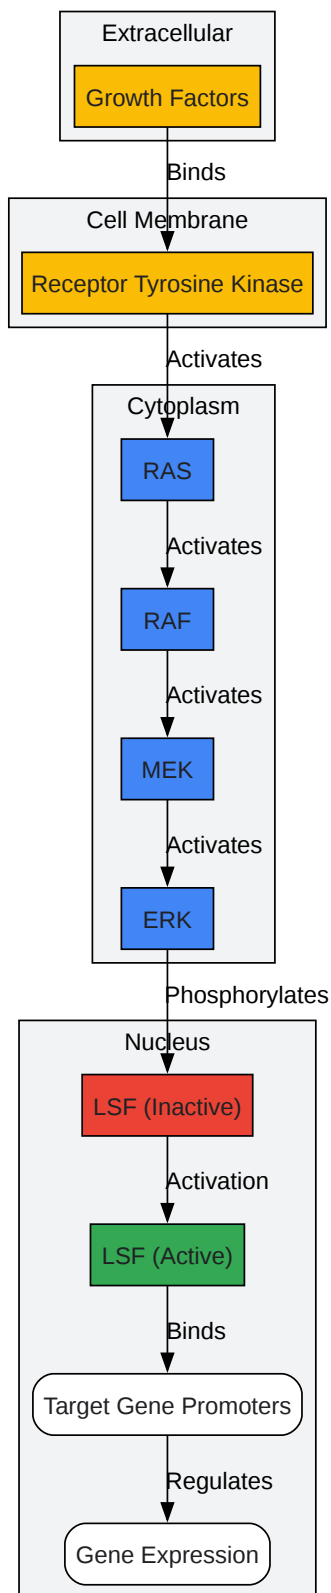 Extracellular
Growth Factors
Binds
Cell Membrane
Receptor Tyrosine Kinase
Activates
Cytoplasm
RAS
Activates
RAF
Activates
MEK
Activates
ERK
Phosphorylates
Nucleus
LSF (Inactive)
Activation
LSF (Active)
Binds
Target Gene Promoters
Regulates
Gene Expression